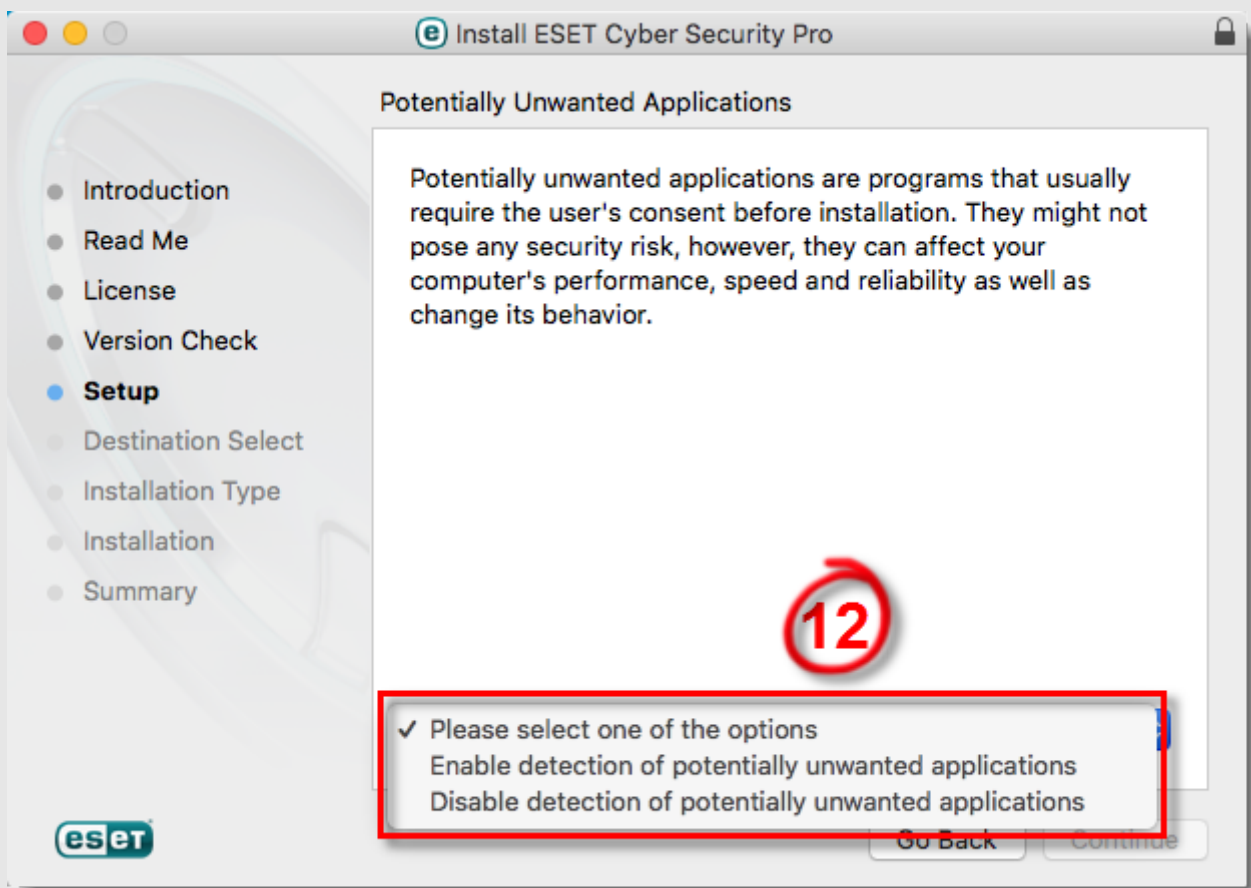 Install ESET Cyber Security Pro
Potentially Unwanted Applications
Introduction
Read Me
License
Version Check
Setup
Destination Select
Installation Type
Installation
Summary
Potentially unwanted applications are programs that usually
require the user's consent before installation. They might not
pose any security risk, however, they can affect your
computer's performance, speed and reliability as well as
change its behavior.
12
✓ Please select one of the options
Enable detection of potentially unwanted applications
Disable detection of potentially unwanted applications
eseT
Go Back
Continue